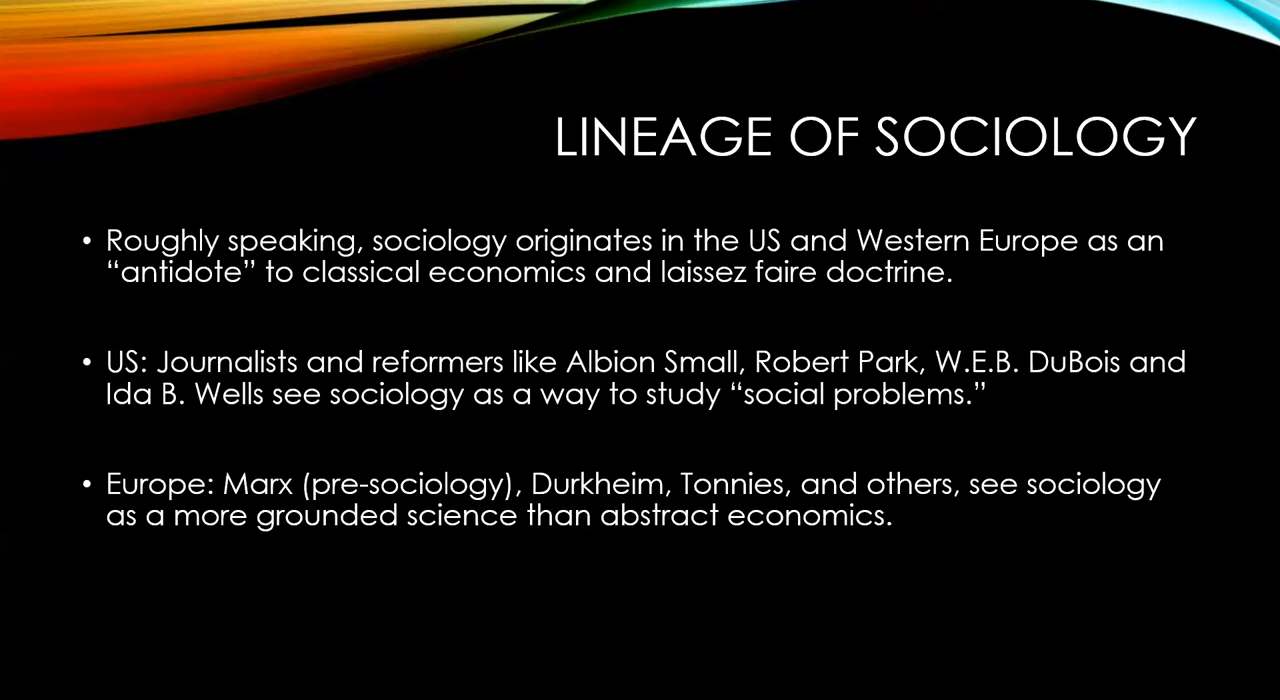 LINEAGE OF SOCIOLOGY
• Roughly speaking, sociology originates in the US and Western Europe as an
“antidote” to classical economics and laissez faire doctrine.
• US: Journalists and reformers like Albion Small, Robert Park, W.E.B. DuBois and
Ida B. Wells see sociology as a way to study “social problems.”
• Europe: Marx (pre-sociology), Durkheim, Tonnies, and others, see sociology
as a more grounded science than abstract economics.